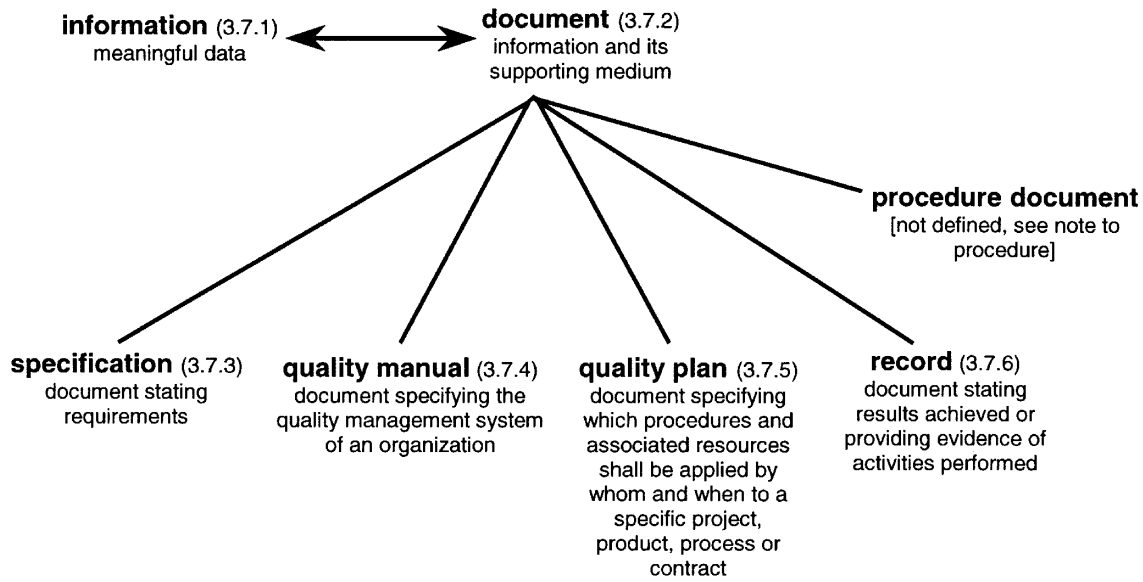 information (3.7.1)
meaningful data
document (3.7.2)
information and its
supporting medium
procedure document
[not defined, see note to
procedure]
specification (3.7.3)
document stating
requirements
quality manual (3.7.4)
document specifying the
quality management system
of an organization
quality plan (3.7.5)
document specifying
which procedures and
associated resources
shall be applied by
whom and when to a
specific project,
product, process or
contract
record (3.7.6)
document stating
results achieved or
providing evidence of
activities performed